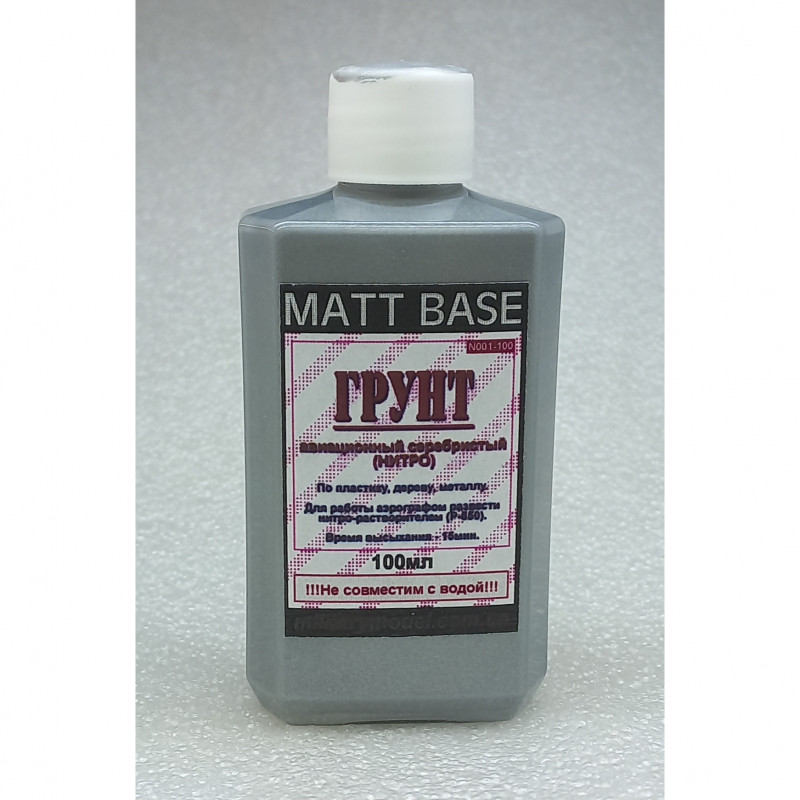 MATT BASE
N001-100
ГРУНТ
авиационный серебристый
(НИТРО)
По пластику, дереву, металлу.
Для работы аэрографом развести
нитро-растворителем (Р-650).
Время высыхания - 15мин.
100мл
!!!Не совместим с водой!!!